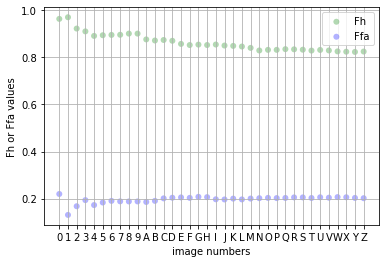 1.0
Fh
Ffa
0.8
0.6
0.4
0.2
Fh or Ffa values
0 1 2 3 4 5 6 7 8 9 A B C D E F G H I J K L M N O P Q R S T U V W X Y Z
image numbers